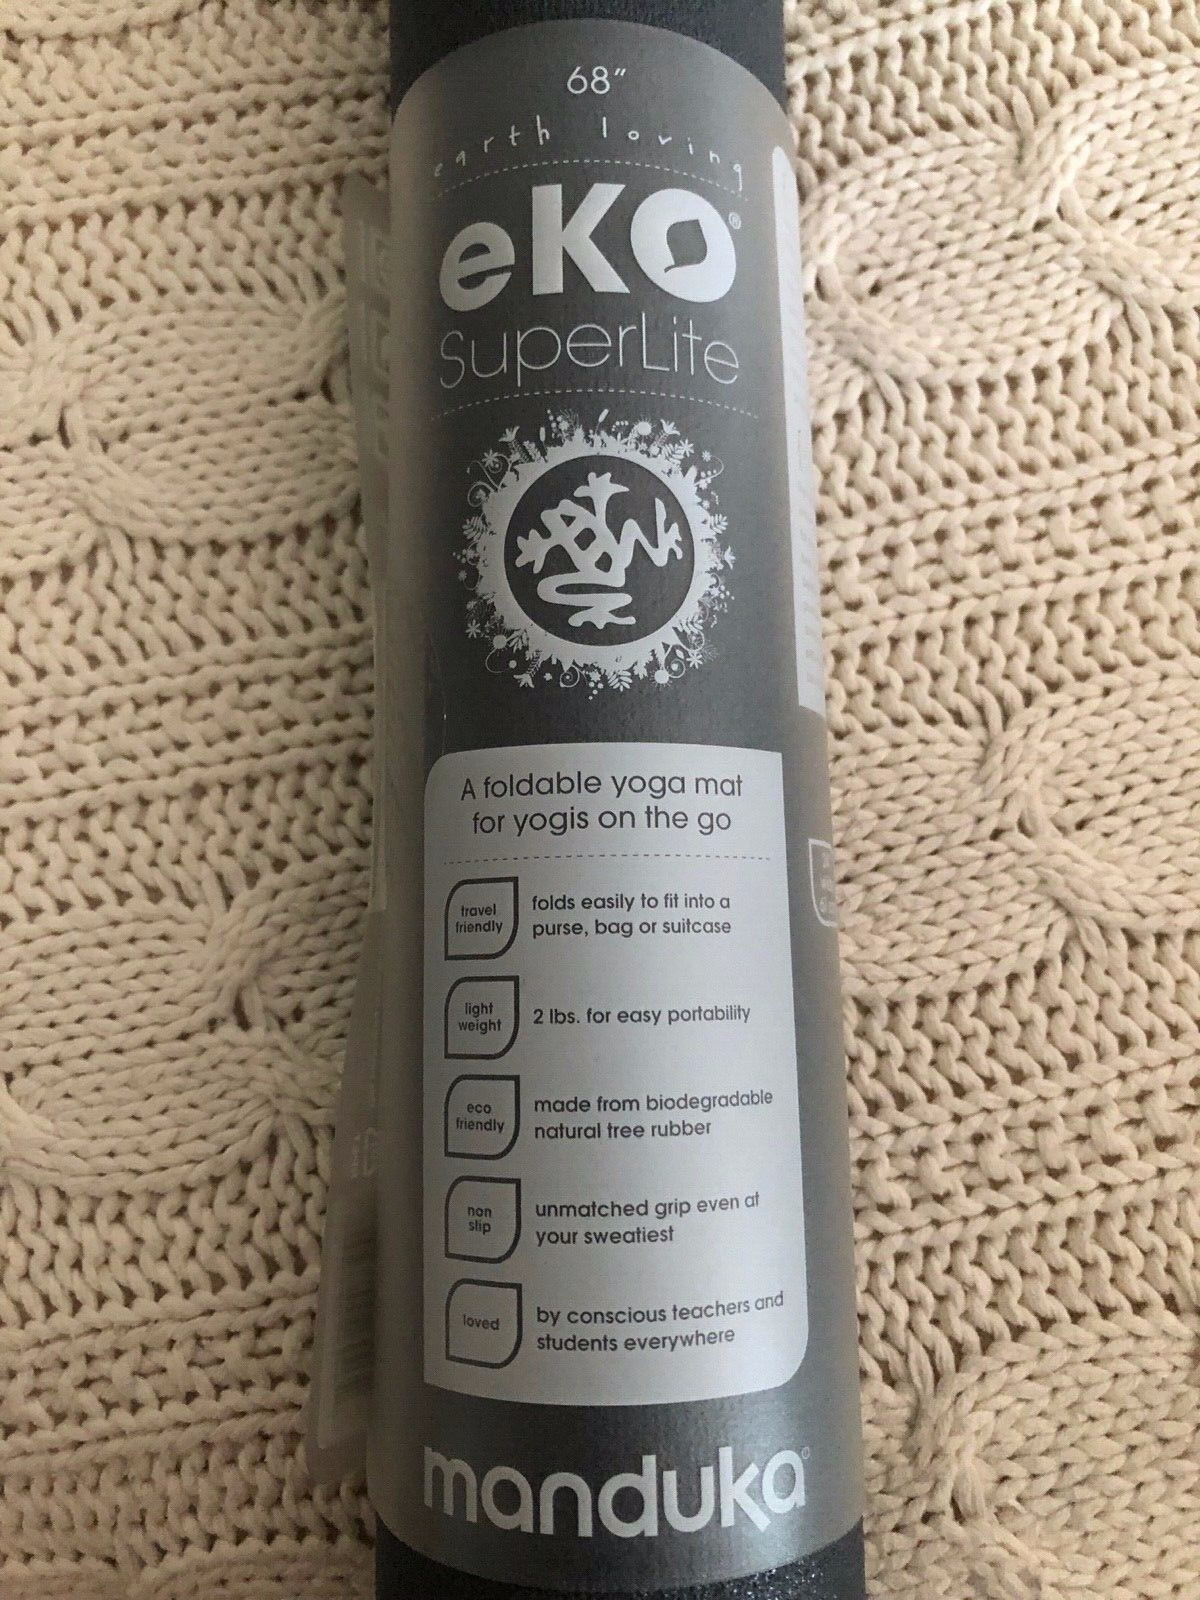 68"
earth loving
eKO®
SuperLite
A foldable yoga mat
for yogis on the go
travel
friendly
folds easily to fit into a
purse, bag or suitcase
light
weight
2 lbs. for easy portability
eco
friendly
made from biodegradable
natural tree rubber
non
slip
unmatched grip even at
your sweatiest
loved
by conscious teachers and
students everywhere
manduka®